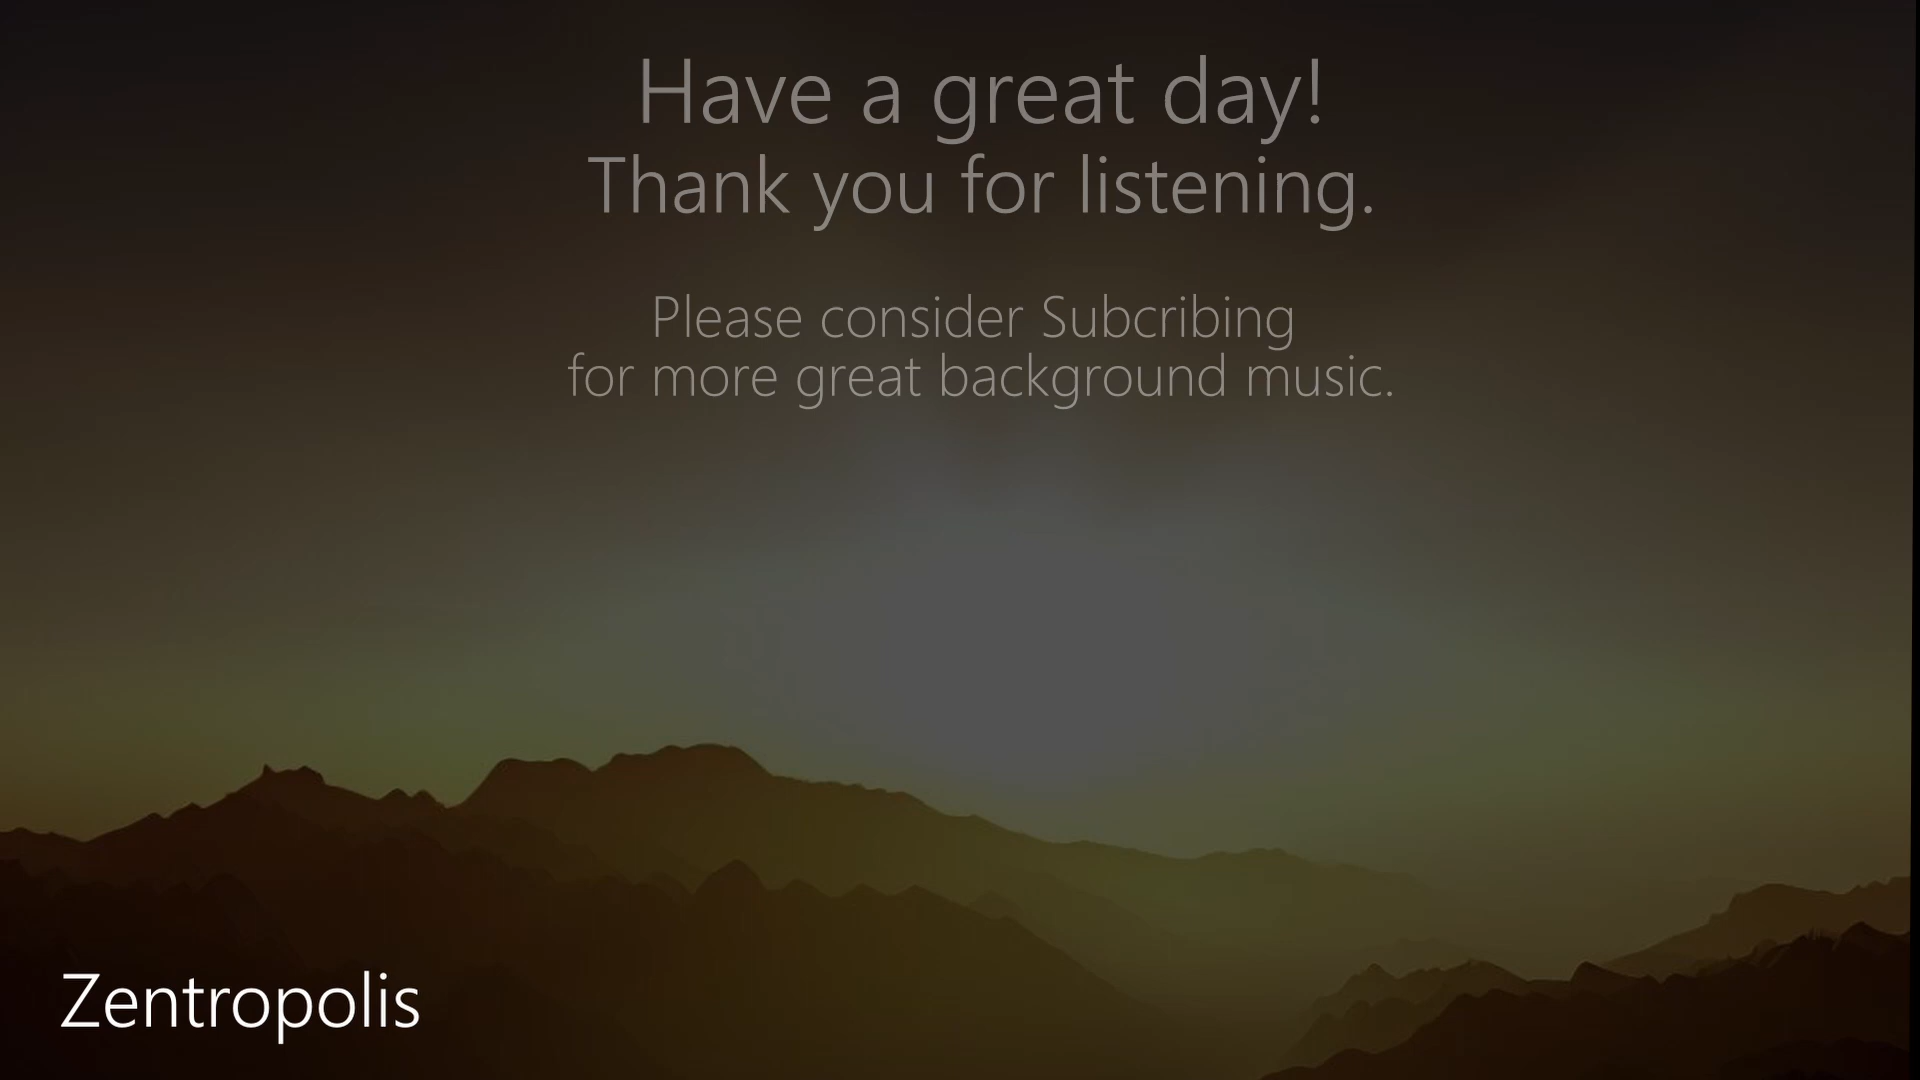 Have a great day!
Thank you for listening.
Please consider Subcribing
for more great background music.
Zentropolis